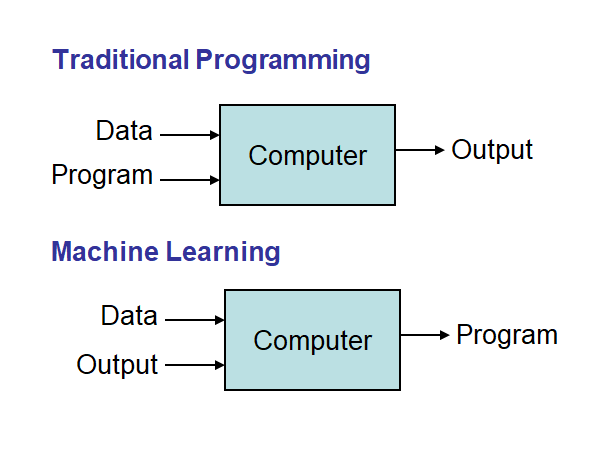 Traditional Programming
Data
Program
Computer
Output
Machine Learning
Data
Output
Computer
Program